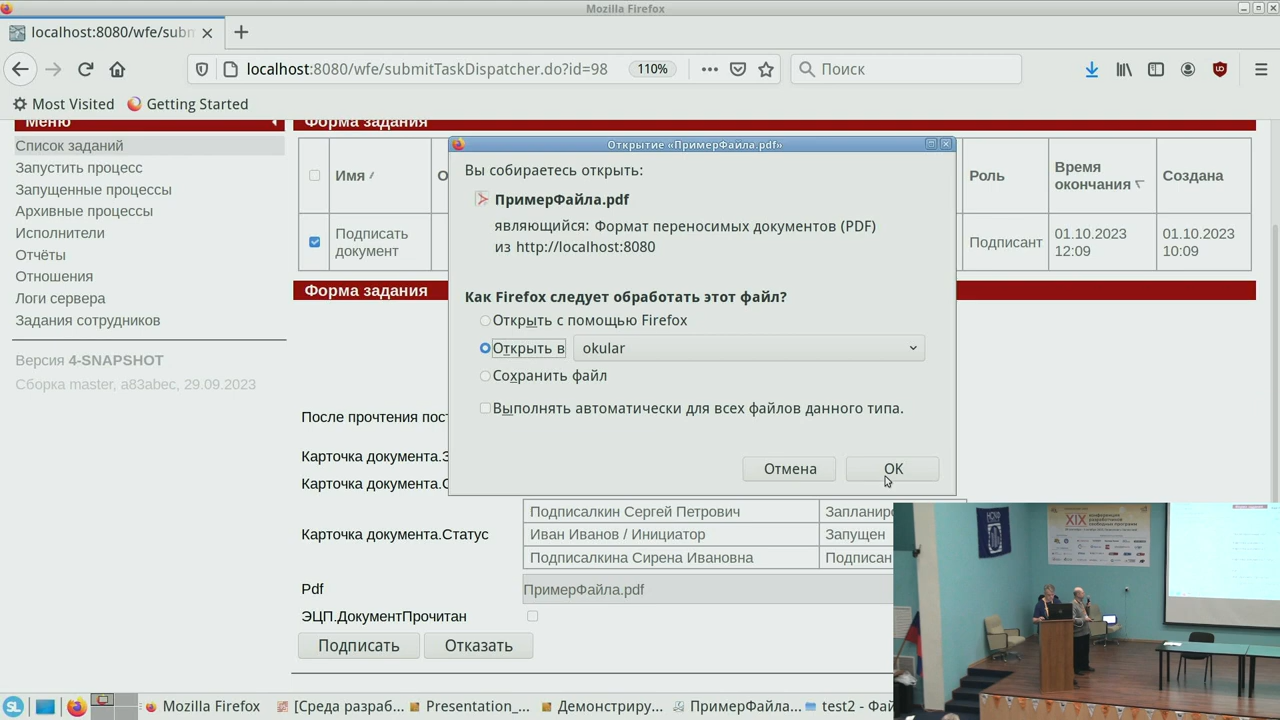 Mozilla Firefox
localhost:8080/wfe/subm
localhost:8080/wfe/submitTaskDispatcher.do?id=98
110%
Поиск
Most Visited
Getting Started
Меню
Список заданий
Запустить процесс
Запущенные процессы
Архивные процессы
Исполнители
Отчёты
Отношения
Логи сервера
Задания сотрудников
Версия 4-SNAPSHOT
Сборка master, a83abec, 29.09.2023
Форма задания
Имя
О
Роль
Время окончания
Создана
Подписать документ
Подписант
01.10.2023 12:09
01.10.2023 10:09
Форма задания
Открытие «ПримерФайла.pdf»
Вы собираетесь открыть:
ПримерФайла.pdf
являющийся: Формат переносимых документов (PDF)
из http://localhost:8080
Как Firefox следует обработать этот файл?
Открыть с помощью Firefox
Открыть в
okular
Сохранить файл
Выполнять автоматически для всех файлов данного типа.
Отмена
OK
После прочтения пост
Карточка документа.З
Карточка документа.С
Карточка документа.Статус
Подписалкин Сергей Петрович
Запланиро
Иван Иванов / Инициатор
Запущен
Подписалкина Сирена Ивановна
Подписан
Pdf
ПримерФайла.pdf
ЭЦП.ДокументПрочитан
Подписать
Отказать
XIX
конференция
разработчиков
свободных программ
SL
Mozilla Firefox
[Среда разраб...
Presentation_...
Демонстриру...
ПримерФайла...
test2 - Фай